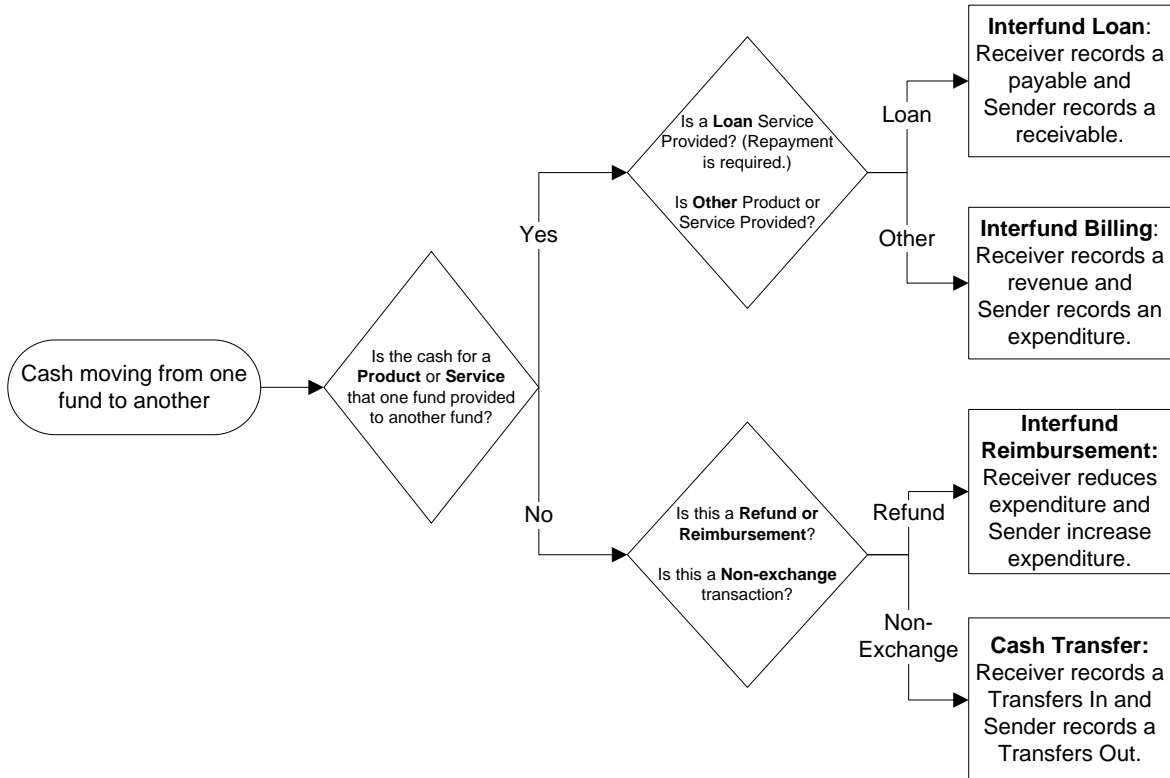 Cash moving from one
fund to another
Is the cash for a
Product or Service
that one fund provided
to another fund?
Yes
No
Is a Loan Service
Provided? (Repayment
is required.)
Is Other Product or
Service Provided?
Loan
Other
Interfund Loan:
Receiver records a
payable and
Sender records a
receivable.
Interfund Billing:
Receiver records a
revenue and
Sender records an
expenditure.
Is this a Refund or
Reimbursement?
Is this a Non-exchange
transaction?
Refund
Non-
Exchange
Interfund
Reimbursement:
Receiver reduces
expenditure and
Sender increase
expenditure.
Cash Transfer:
Receiver records a
Transfers In and
Sender records a
Transfers Out.